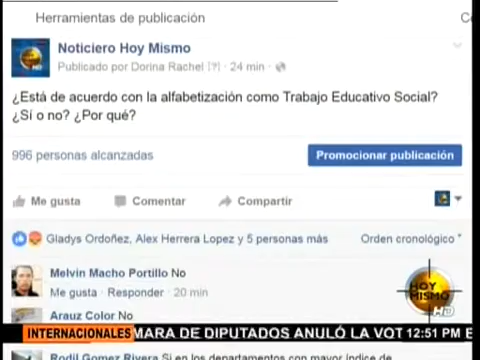 Herramientas de publicación
Noticiero Hoy Mismo
Publicado por Dorina Rachel [?] · 24 min ·
¿Está de acuerdo con la alfabetización como Trabajo Educativo Social?
¿Sí o no? ¿Por qué?
996 personas alcanzadas
Promocionar publicación
Me gusta
Comentar
Compartir
Gladys Ordoñez, Alex Herrera Lopez y 5 personas más
Orden cronológico
Melvin Macho Portillo No
Me gusta · Responder · 20 min
Arauz Color No
HOY
MISMO
HD
INTERNACIONALES
MARA DE DIPUTADOS ANULÓ LA VOT
12:51 PM
Rodil Gomez Rivera Si en los departamentos con mayor índice de